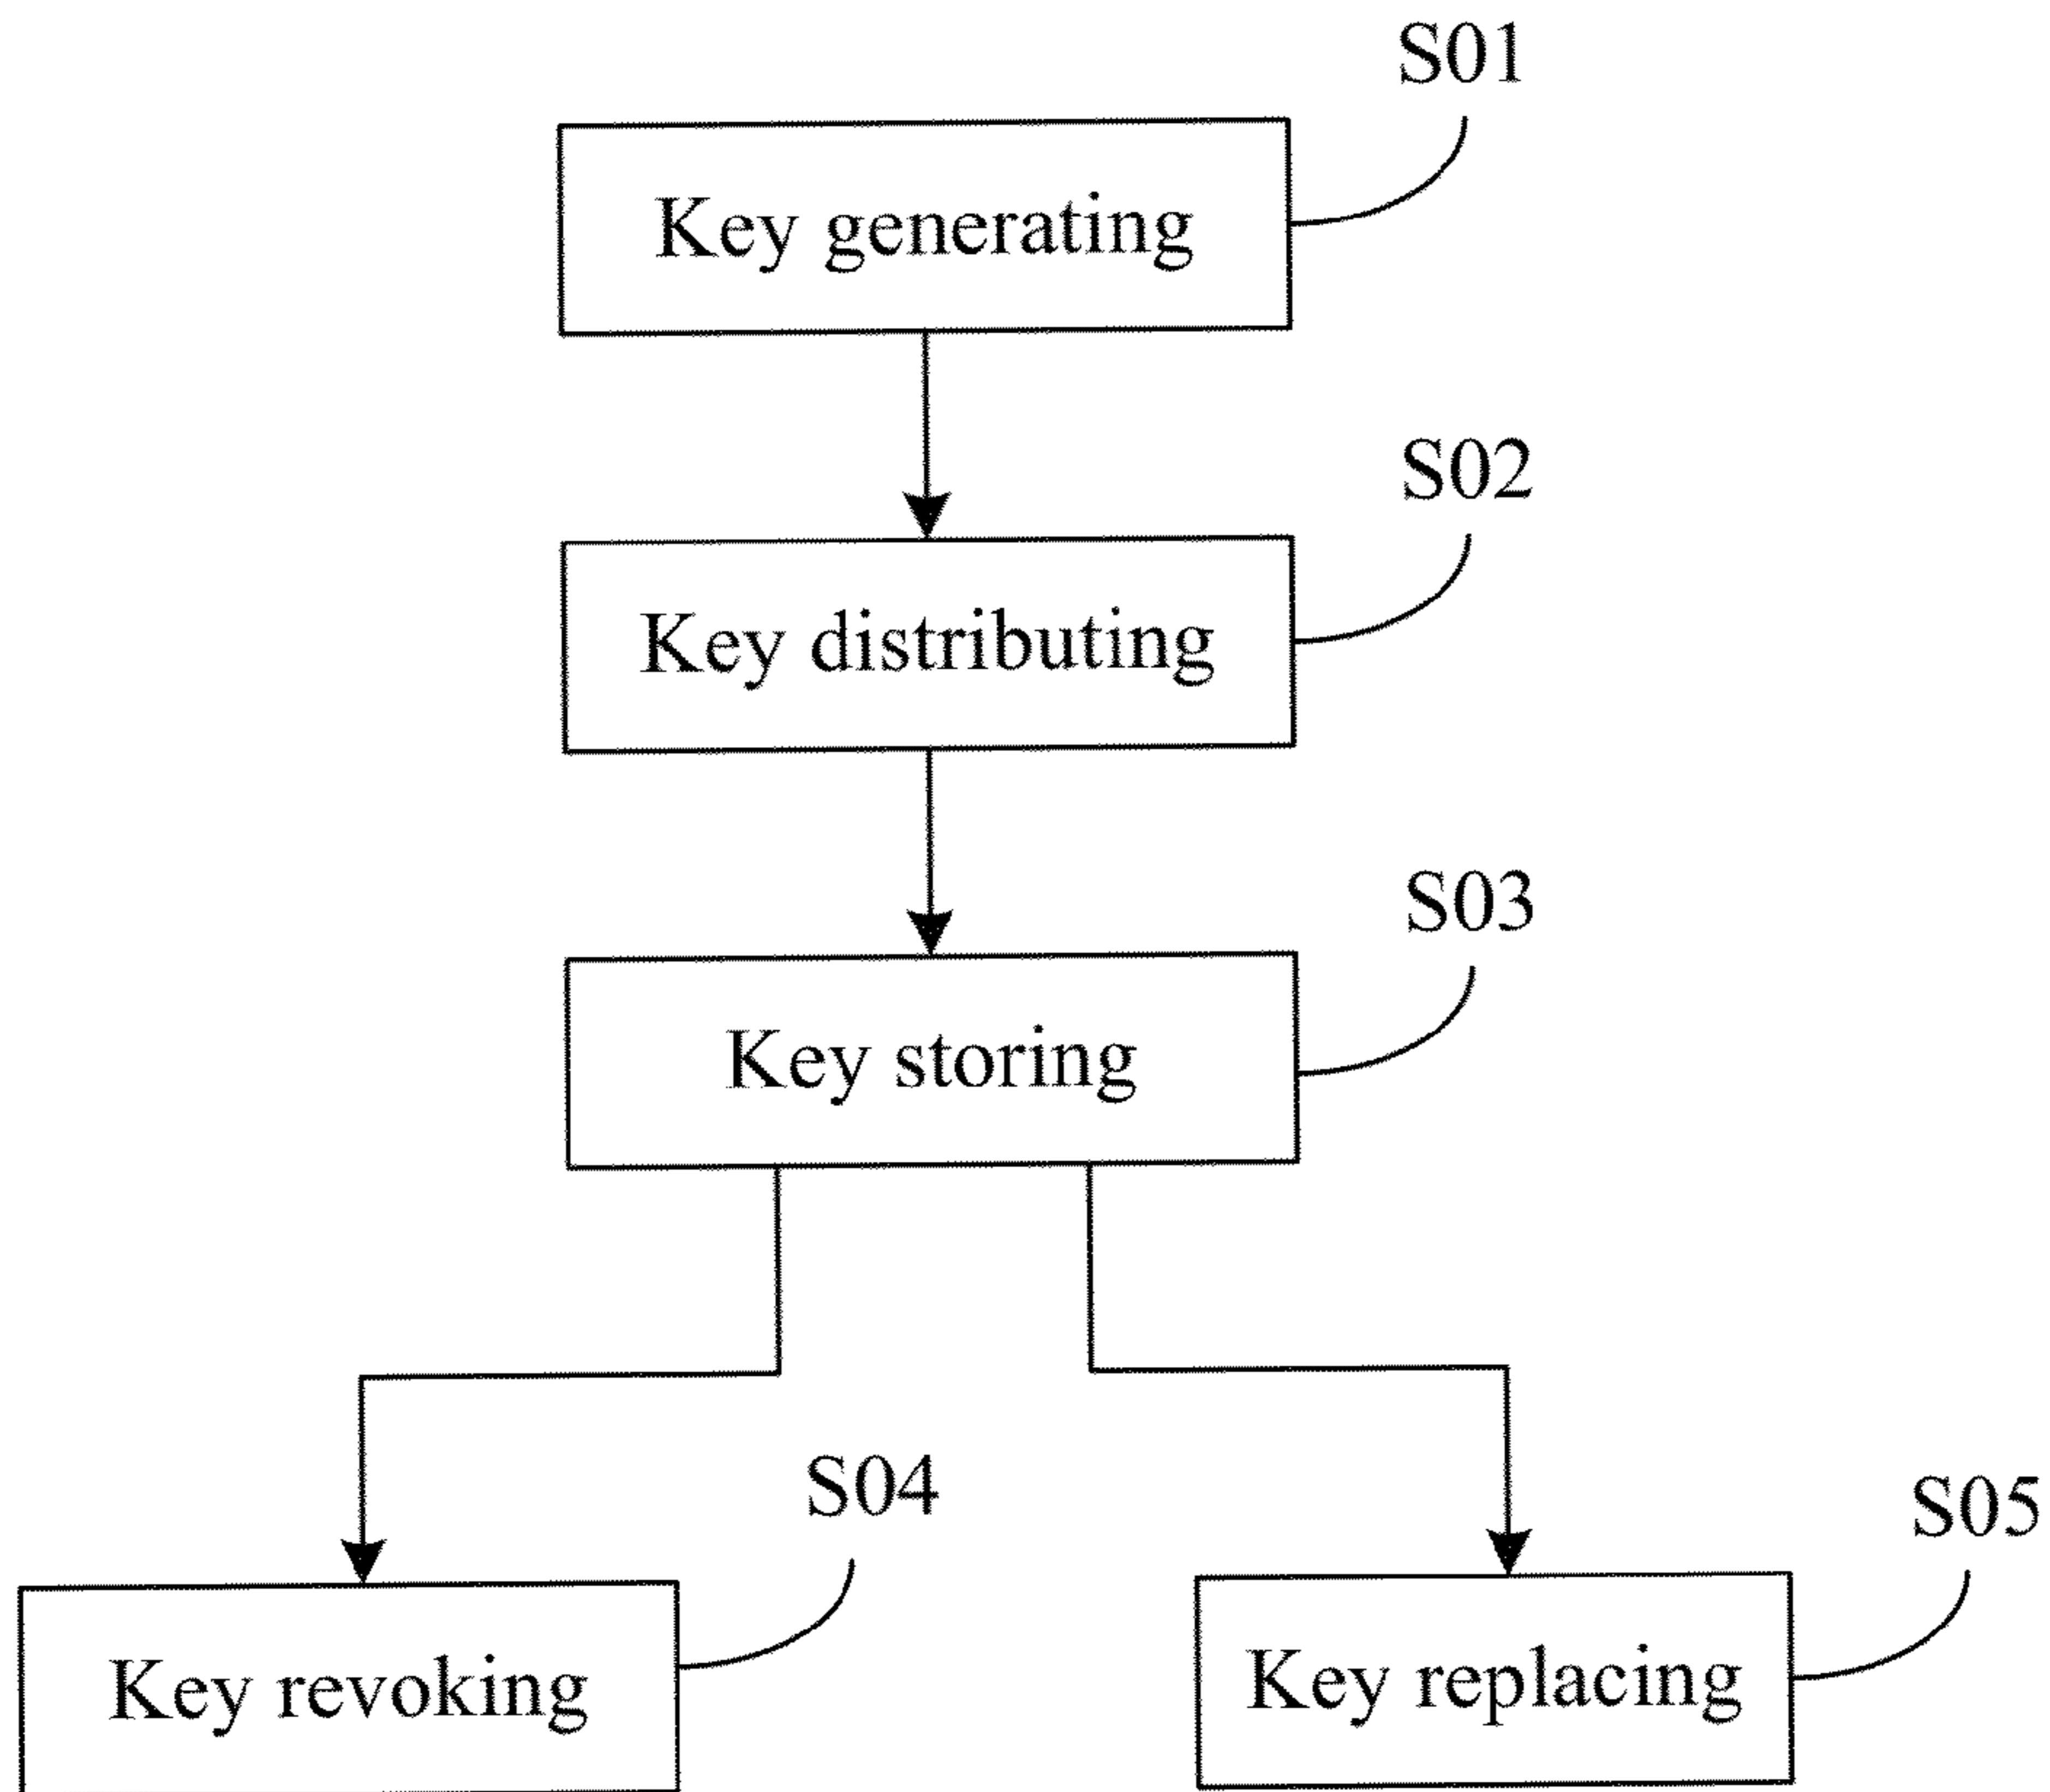 S01
Key generating
S02
Key distributing
S03
Key storing
S04
S05
Key revoking
Key replacing